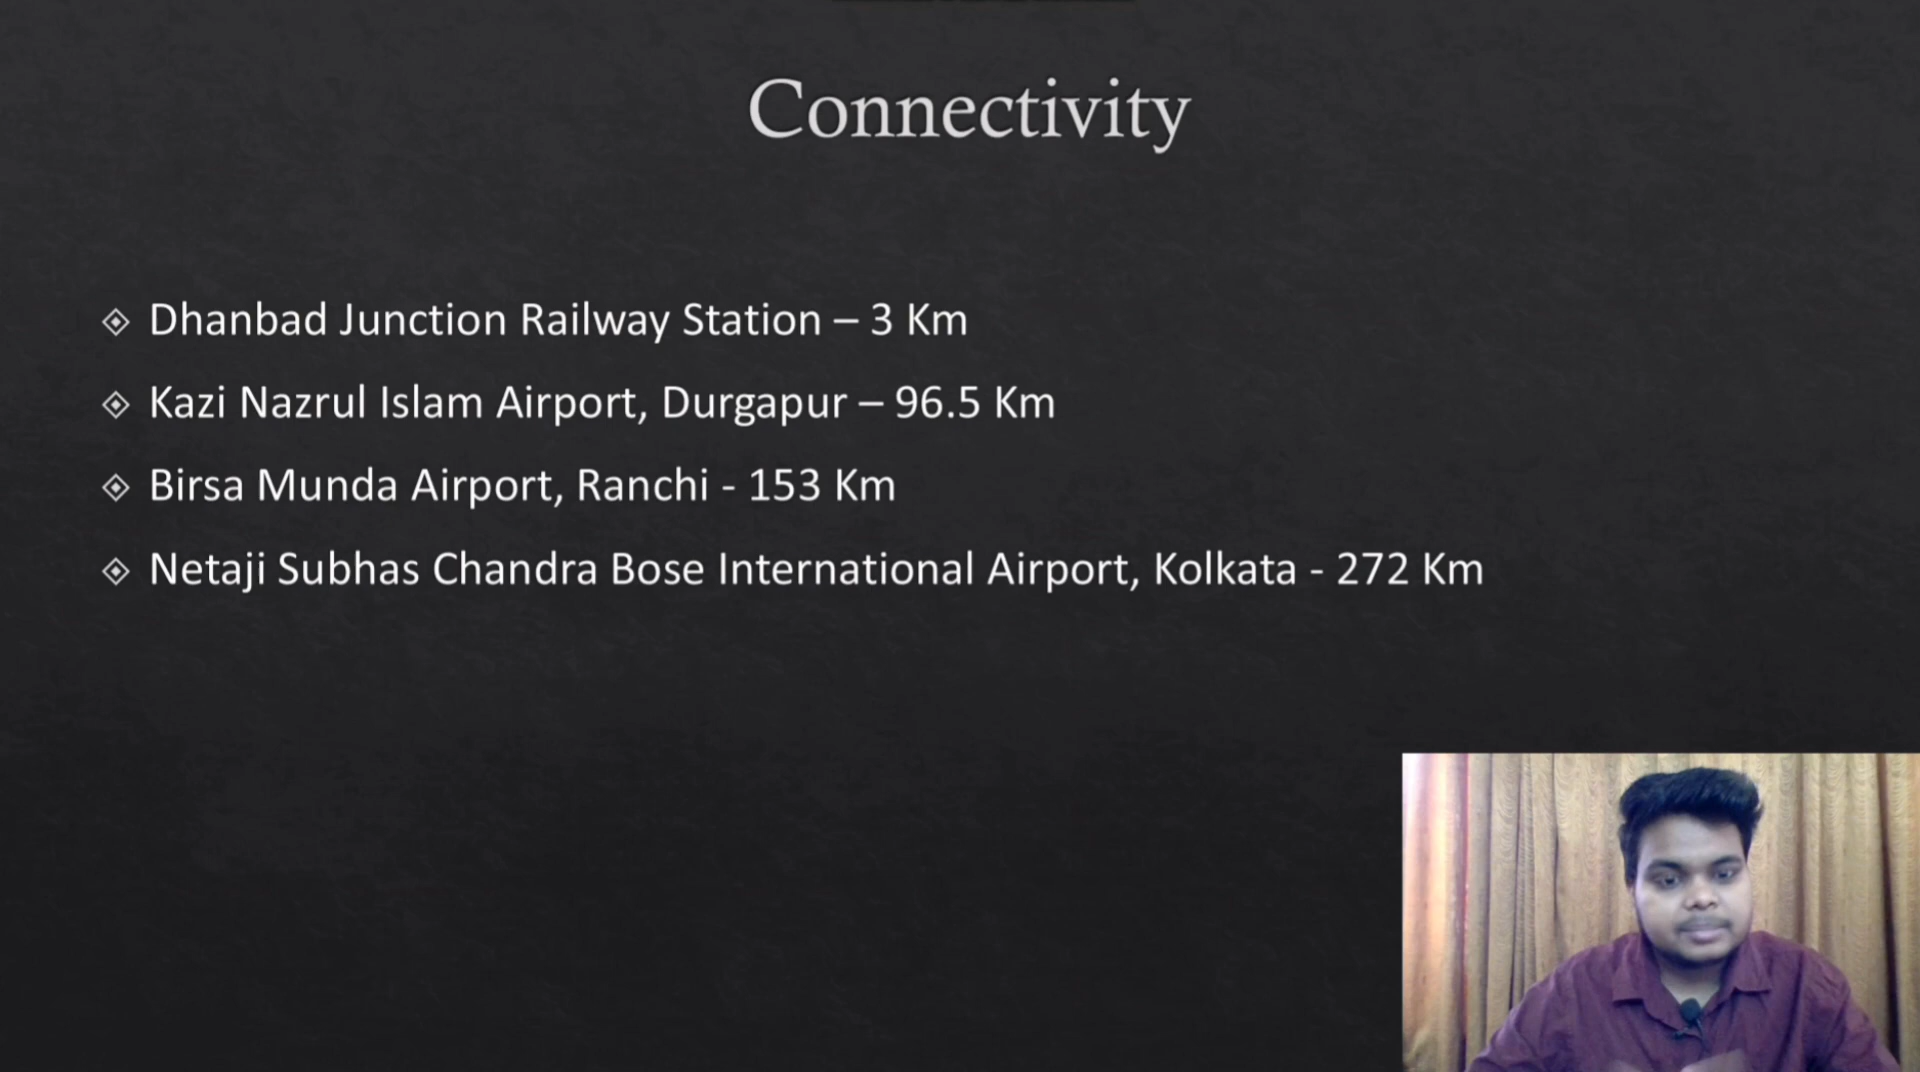 Connectivity
Dhanbad Junction Railway Station – 3 Km
Kazi Nazrul Islam Airport, Durgapur – 96.5 Km
Birsa Munda Airport, Ranchi - 153 Km
Netaji Subhas Chandra Bose International Airport, Kolkata - 272 Km